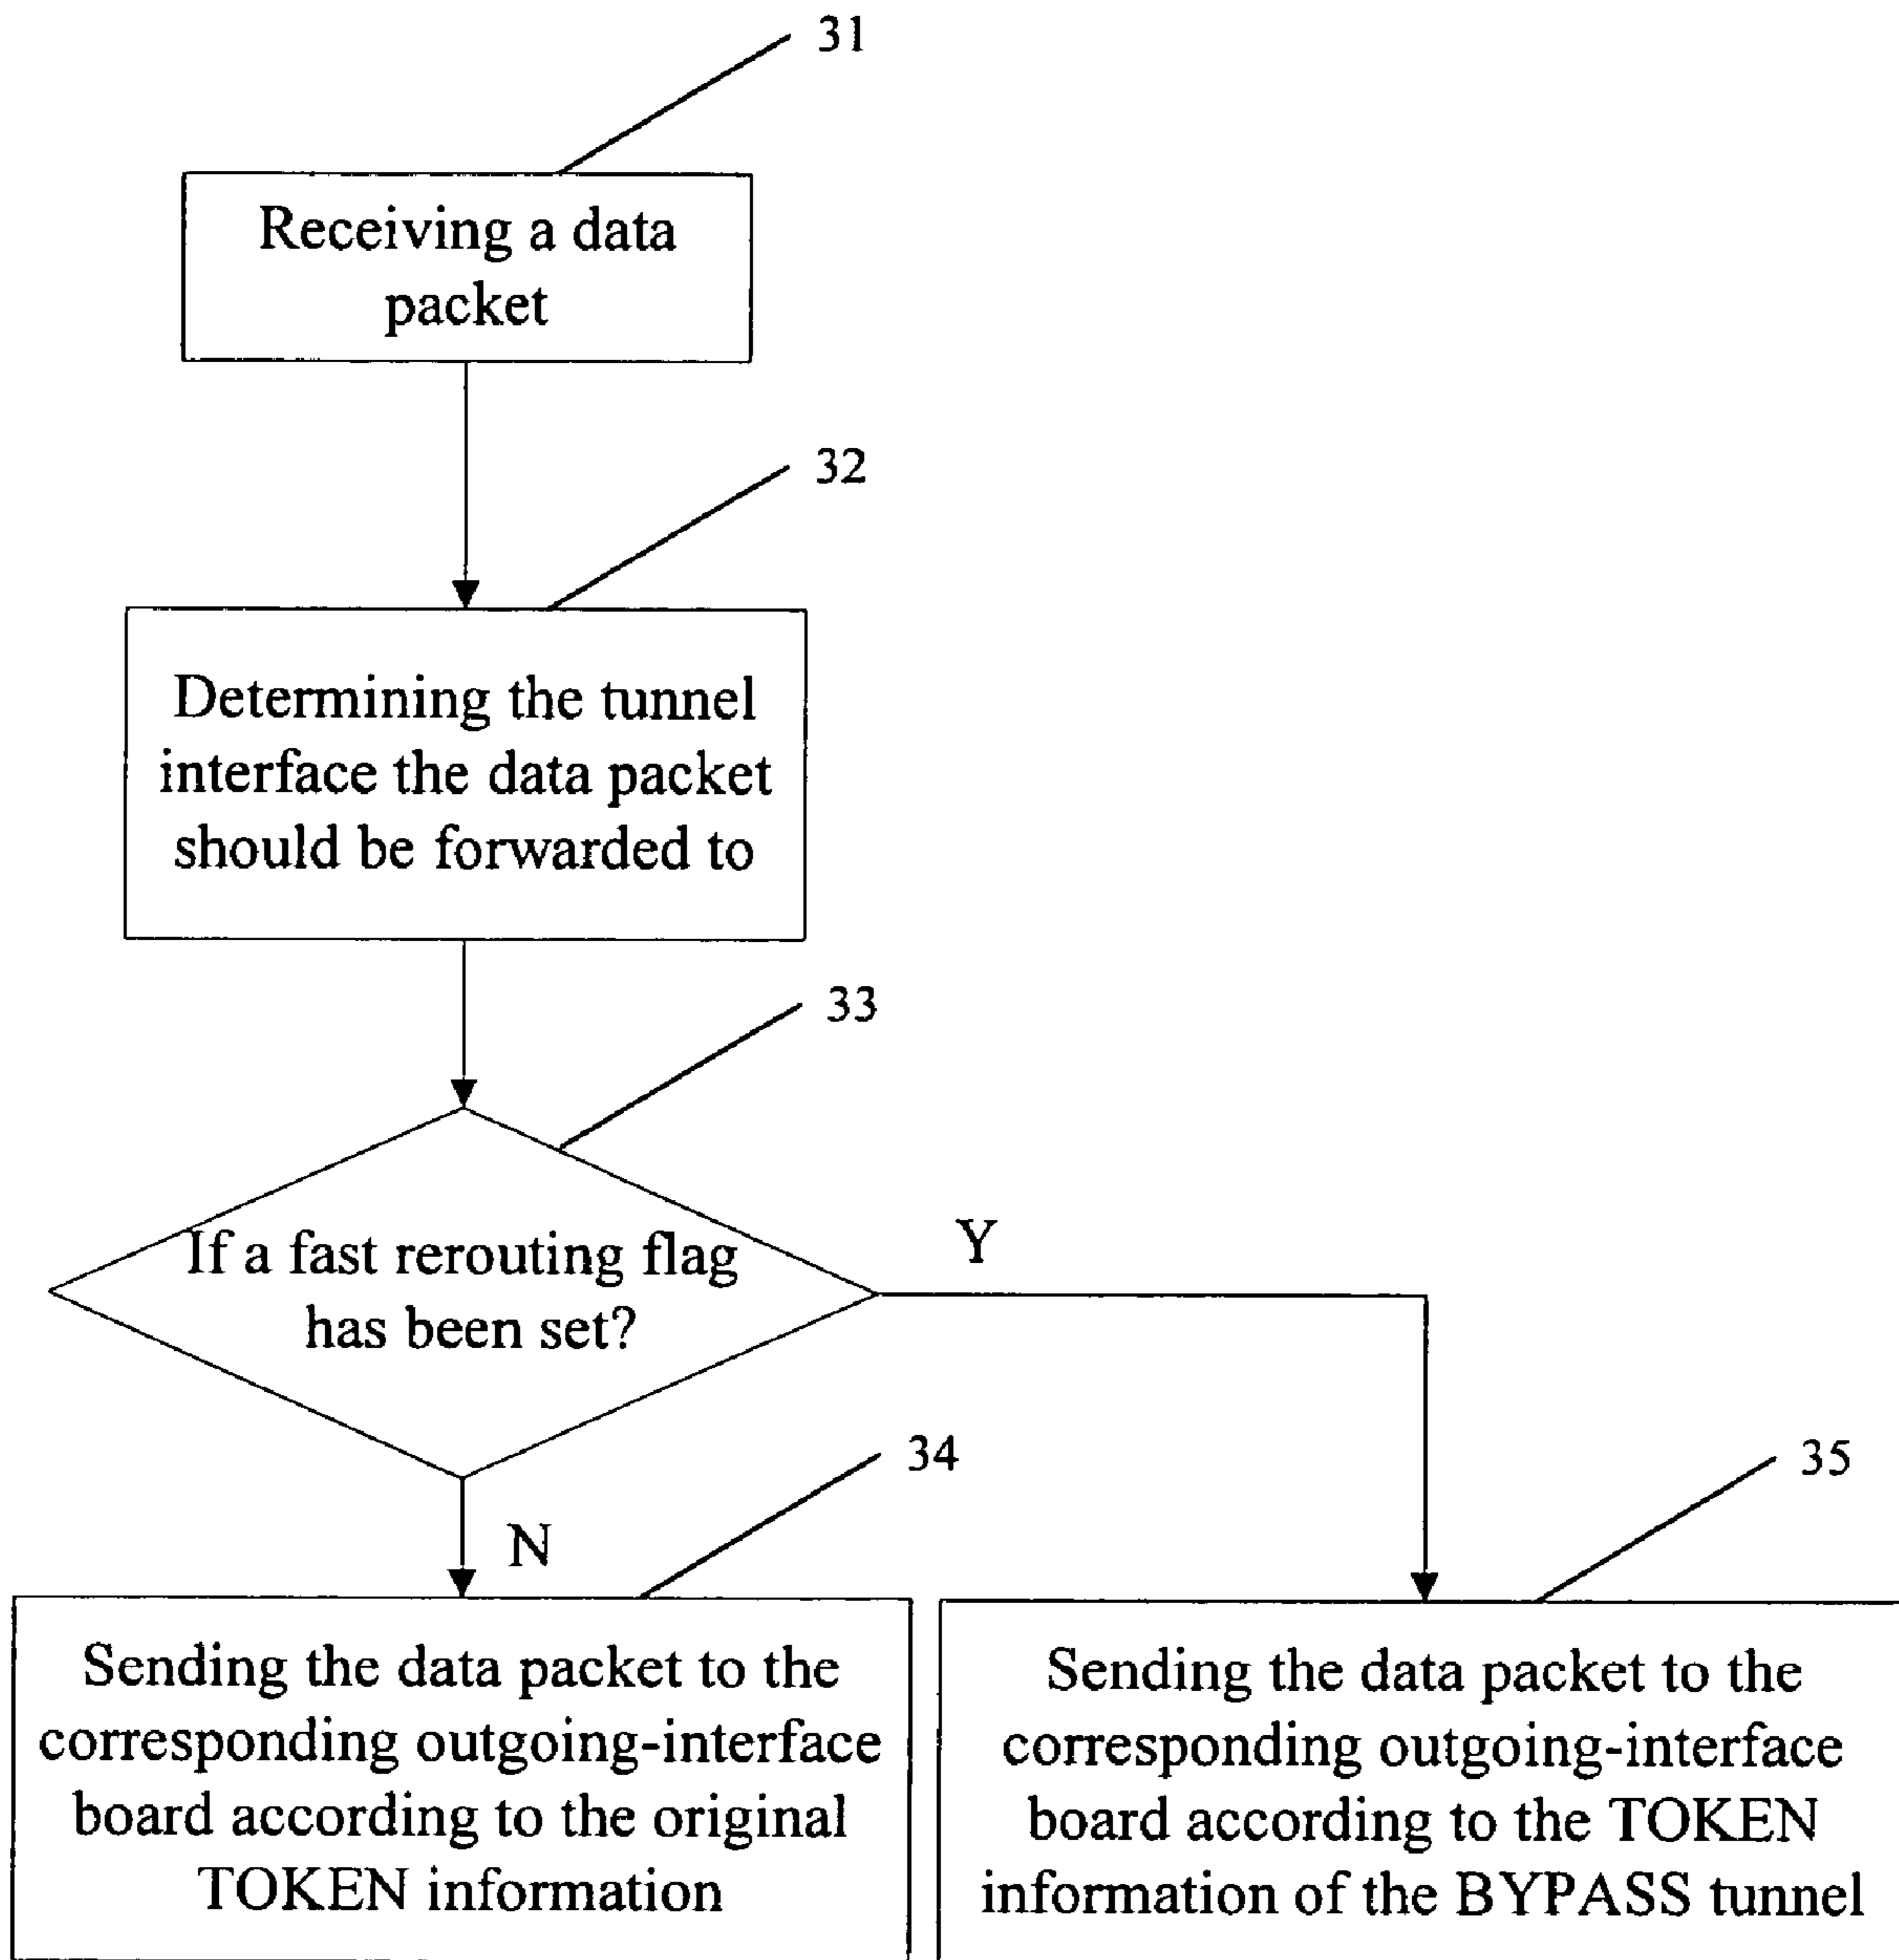 31
Receiving a data
packet
32
Determining the tunnel
interface the data packet
should be forwarded to
33
If a fast rerouting flag
has been set?
Y
N
34
Sending the data packet to the
corresponding outgoing-interface
board according to the original
TOKEN information
35
Sending the data packet to the
corresponding outgoing-interface
board according to the TOKEN
information of the BYPASS tunnel